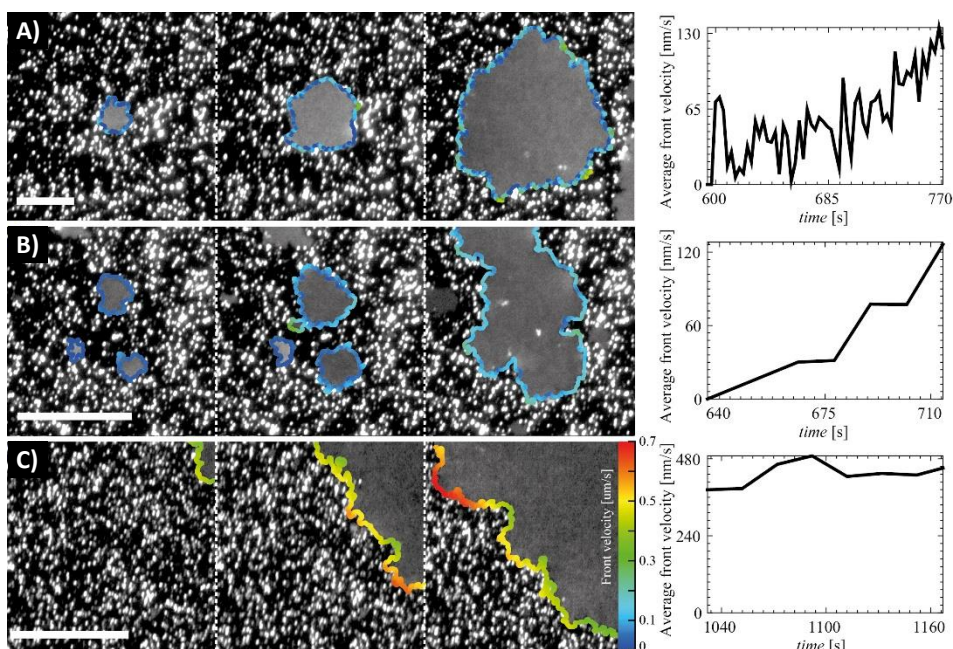 A)
Average front velocity [nm/s]
130
65
0
600 685 770
time [s]
B)
Average front velocity [nm/s]
120
60
0
640 675 710
time [s]
C)
Front velocity [um/s]
0.7
0.5
0.3
0.1
0
Average front velocity [nm/s]
480
240
0
1040 1100 1160
time [s]